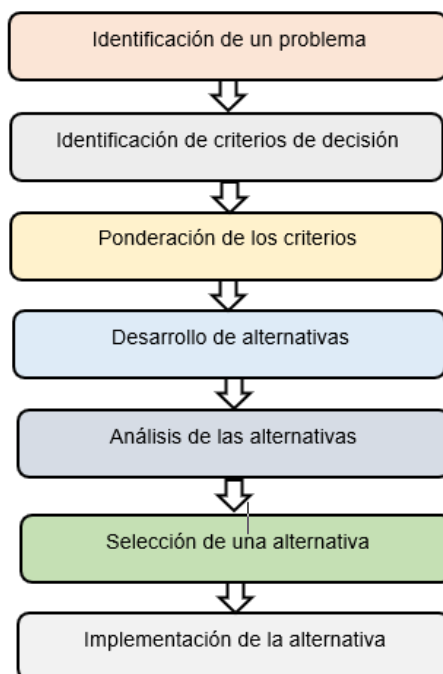 Identificación de un problema
Identificación de criterios de decisión
Ponderación de los criterios
Desarrollo de alternativas
Análisis de las alternativas
Selección de una alternativa
Implementación de la alternativa